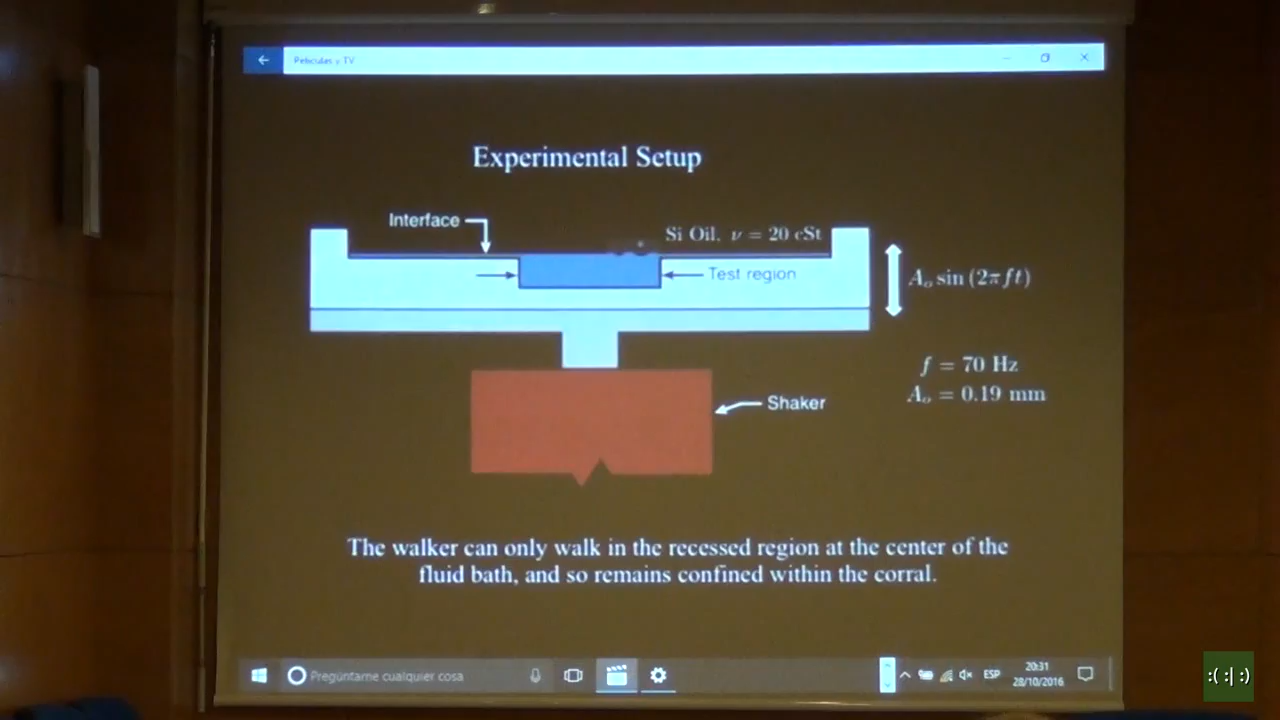 Películas y TV
Experimental Setup
Interface
Si Oil, ν = 20 cSt
Test region
Aₒ sin (2πft)
f = 70 Hz
Aₒ = 0.19 mm
Shaker
The walker can only walk in the recessed region at the center of the
fluid bath, and so remains confined within the corral.
Pregúntame cualquier cosa
ESP
20:31
28/10/2016
:( :| :)